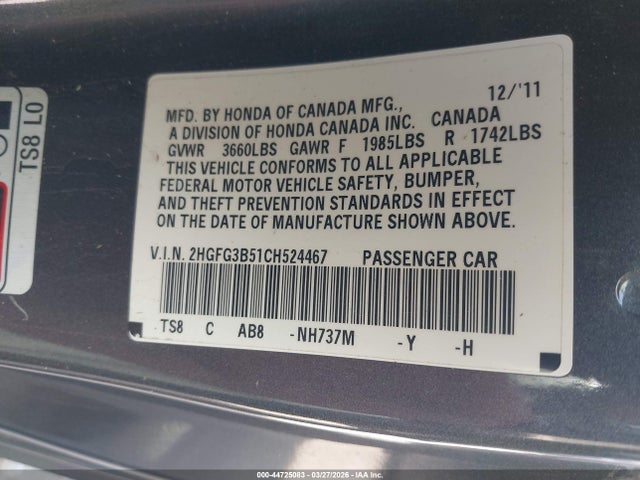 TS8 LO
12/'11
MFD. BY HONDA OF CANADA MFG.,
A DIVISION OF HONDA CANADA INC. CANADA
GVWR 3660LBS GAWR F 1985LBS R 1742LBS
THIS VEHICLE CONFORMS TO ALL APPLICABLE
FEDERAL MOTOR VEHICLE SAFETY, BUMPER,
AND THEFT PREVENTION STANDARDS IN EFFECT
ON THE DATE OF MANUFACTURE SHOWN ABOVE.
V.I.N. 2HGFG3B51CH524467 PASSENGER CAR
TS8 C AB8 -NH737M -Y -H
000-44725083 - 03/27/2026 - IAA Inc.